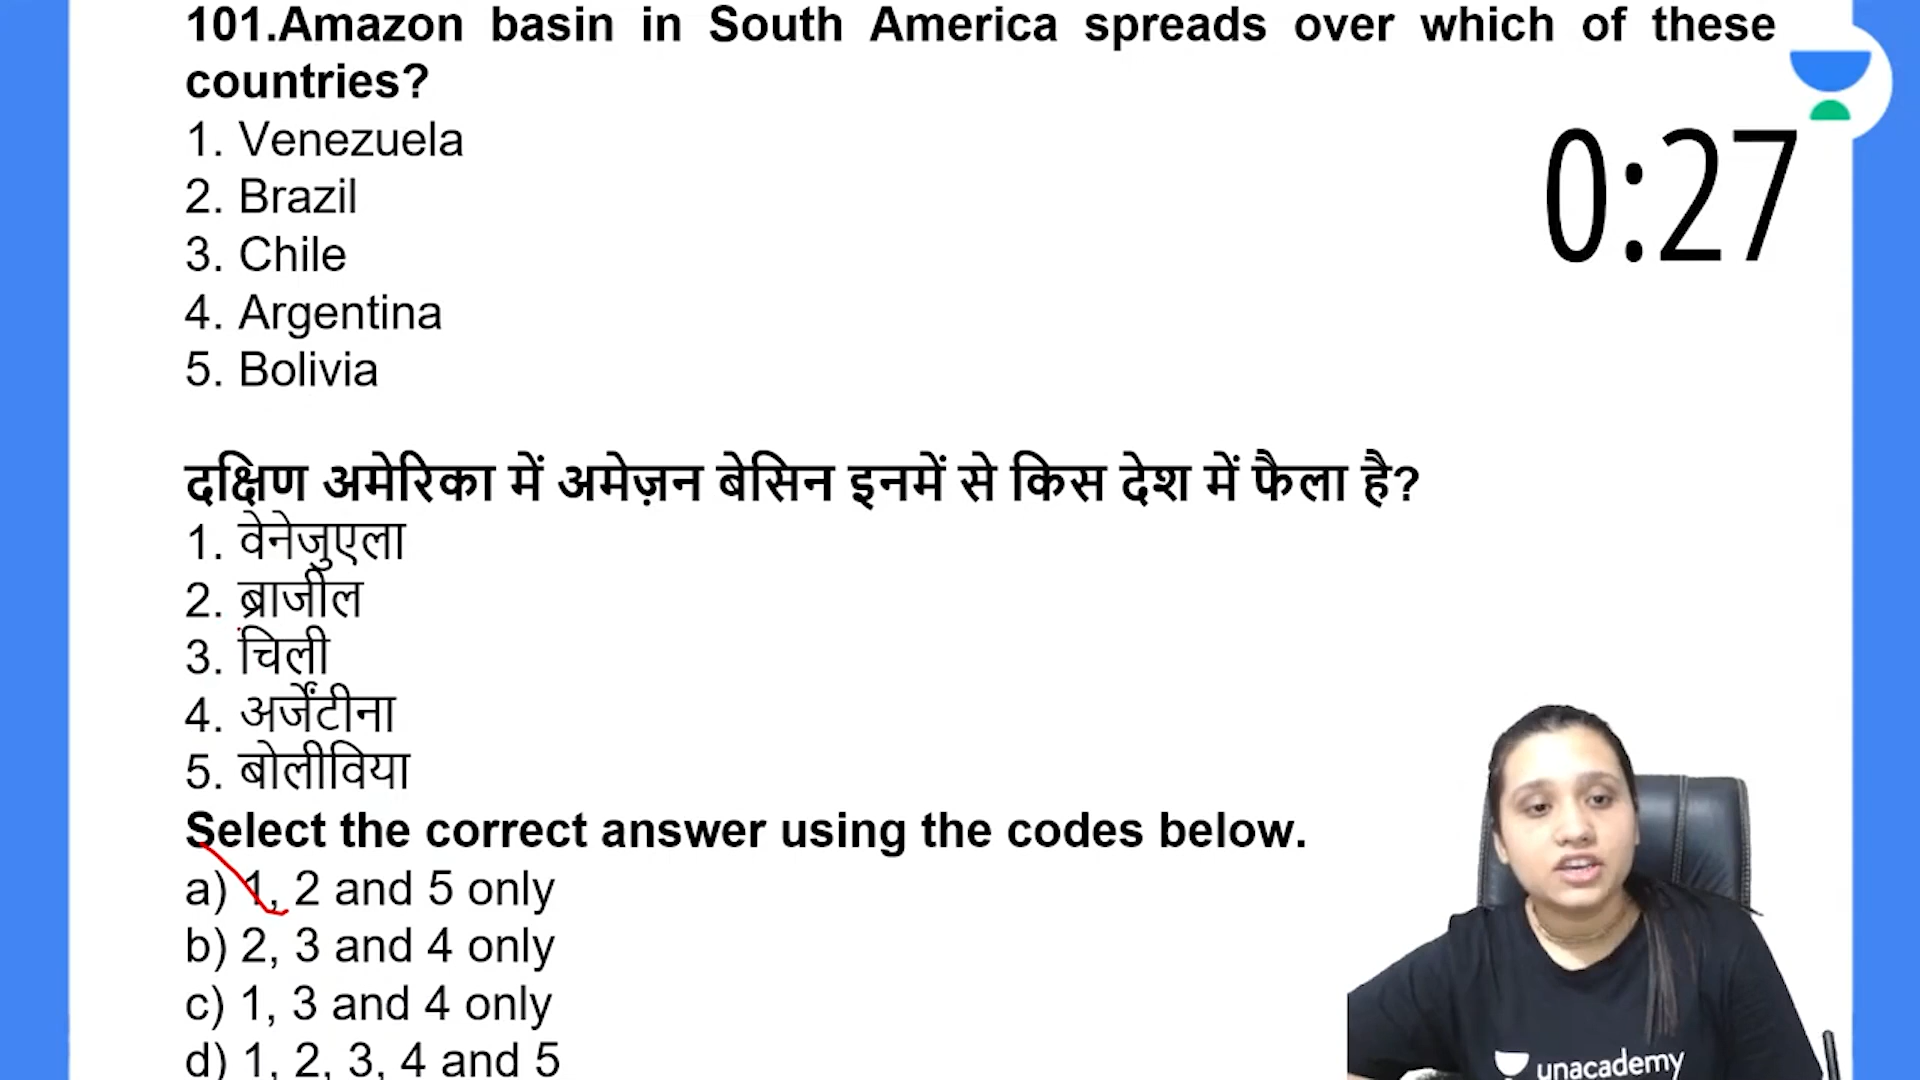 101.Amazon basin in South America spreads over which of these
countries?
1. Venezuela
2. Brazil
3. Chile
4. Argentina
5. Bolivia
0:27
दक्षिण अमेरिका में अमेज़न बेसिन इनमें से किस देश में फैला है?
1. वेनेजुएला
2. ब्राजील
3. चिली
4. अर्जेंटीना
5. बोलीविया
Select the correct answer using the codes below.
a) 1, 2 and 5 only
b) 2, 3 and 4 only
c) 1, 3 and 4 only
d) 1, 2, 3, 4 and 5
unacademy